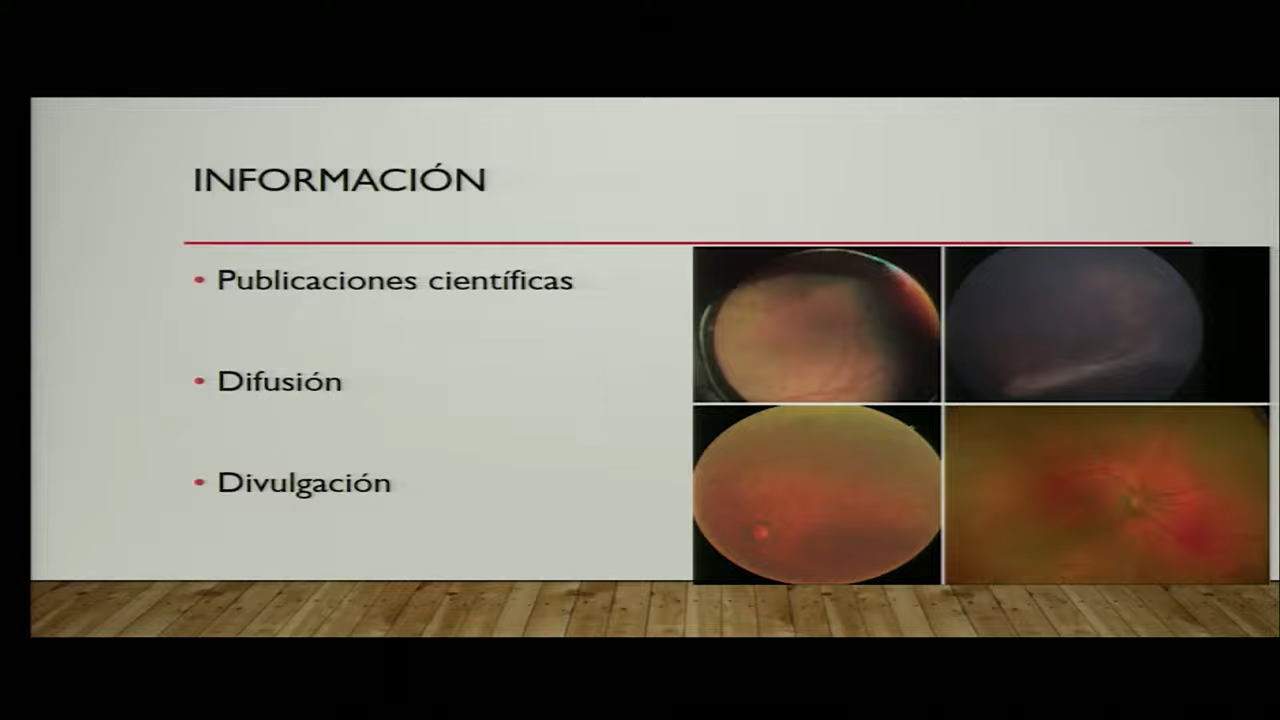 INFORMACIÓN
• Publicaciones científicas
• Difusión
• Divulgación